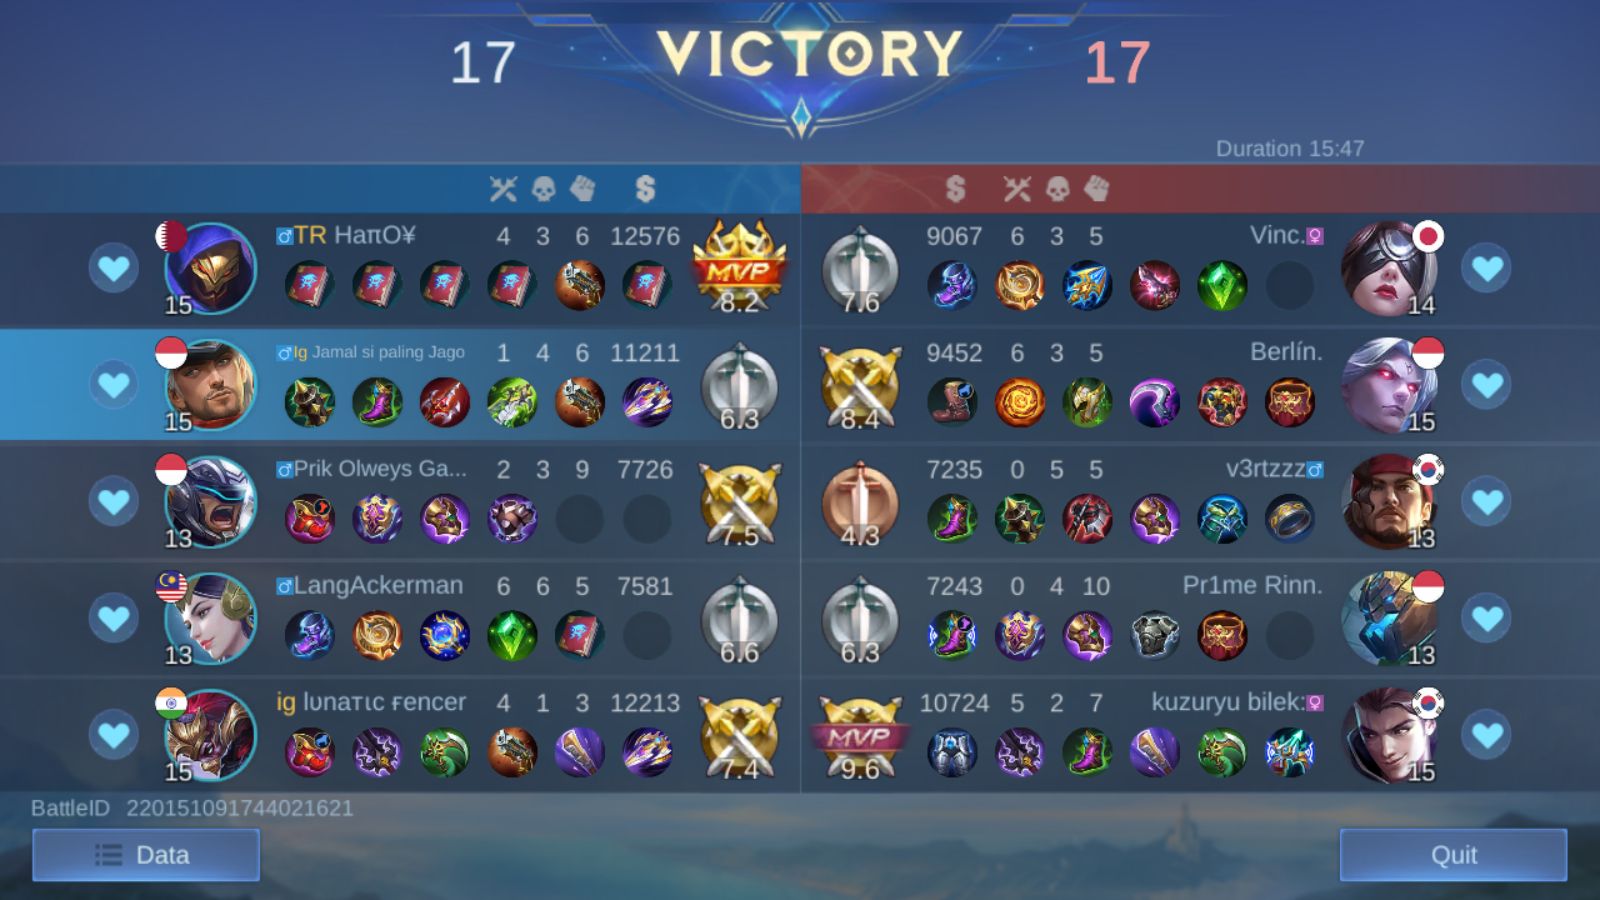 17 VICTORY 17
Duration 15:47
TR HaπO¥ 4 3 6 12576 MVP 8.2 15
7.6 9067 6 3 5 Vinc. 14
Ig Jamal si paling Jago 1 4 6 11211 6.3 15
8.4 9452 6 3 5 Berlín. 15
Prik Olweys Ga... 2 3 9 7726 7.5 13
4.3 7235 0 5 5 v3rtzzz 13
LangAckerman 6 6 5 7581 6.6 13
6.3 7243 0 4 10 Pr1me Rinn. 13
ig lυnaтιc ғencer 4 1 3 12213 7.4 15
MVP 9.6 10724 5 2 7 kuzuryu bilek: 15
BattleID 220151091744021621
Data
Quit